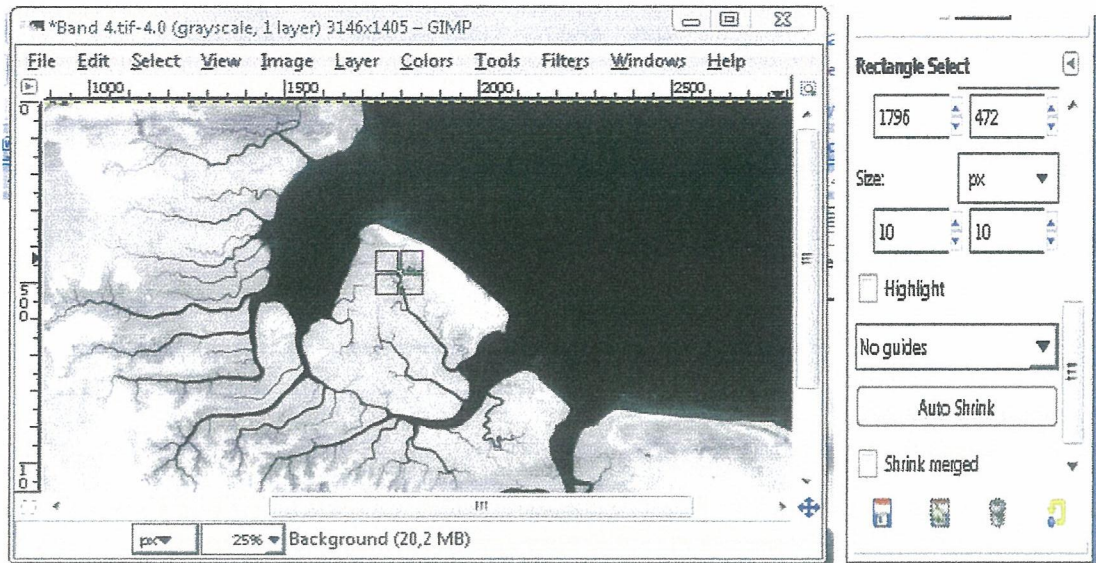 *Band 4.tif-4.0 (grayscale, 1 layer) 3146x1405 – GIMP
File Edit Select View Image Layer Colors Tools Filters Windows Help
1000 1500 2000 2500
0
500
10
px 25% Background (20,2 MB)
Rectangle Select
1796 472
Size: px
10 10
Highlight
No guides
Auto Shrink
Shrink merged